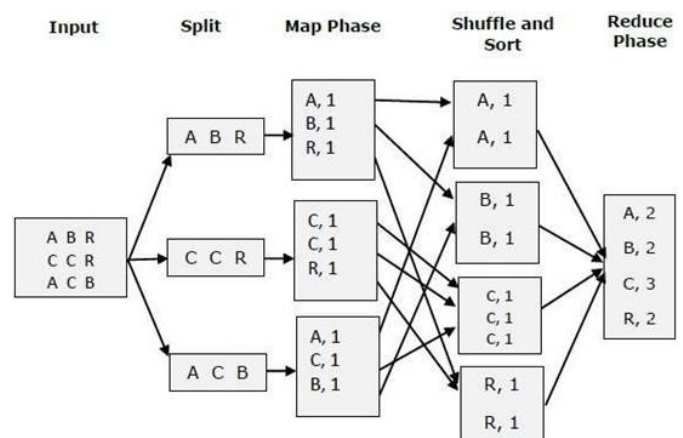 Input
Split
Map Phase
Shuffle and
Sort
Reduce
Phase
A B R
C C R
A C B
A B R
C C R
A C B
A, 1
B, 1
R, 1
C, 1
C, 1
R, 1
A, 1
C, 1
B, 1
A, 1
A, 1
B, 1
B, 1
C, 1
C, 1
C, 1
R, 1
R, 1
A, 2
B, 2
C, 3
R, 2